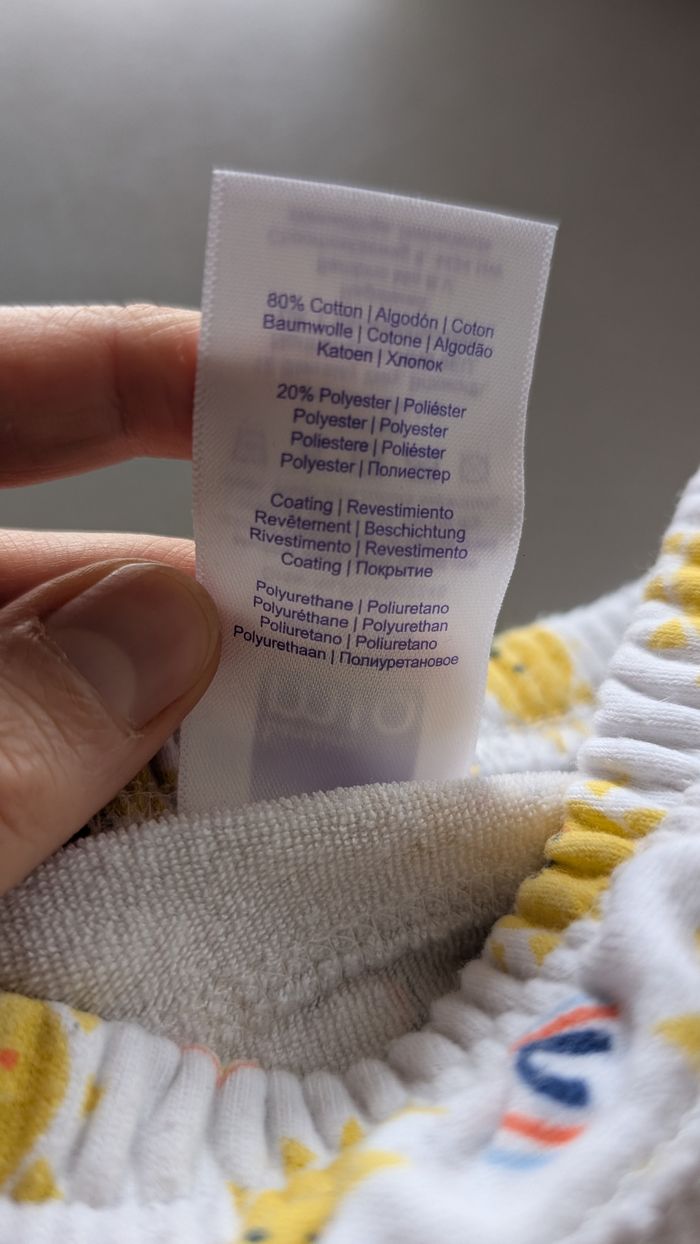 80% Cotton | Algodón | Coton
Baumwolle | Cotone | Algodão
Katoen | Хлопок
20% Polyester | Poliéster
Polyester | Polyester
Poliestere | Poliéster
Polyester | Полиестер
Coating | Revestimiento
Revêtement | Beschichtung
Rivestimento | Revestimento
Coating | Покрытие
Polyurethane | Poliuretano
Polyuréthane | Polyurethan
Poliuretano | Poliuretano
Polyurethaan | Полиуретановое